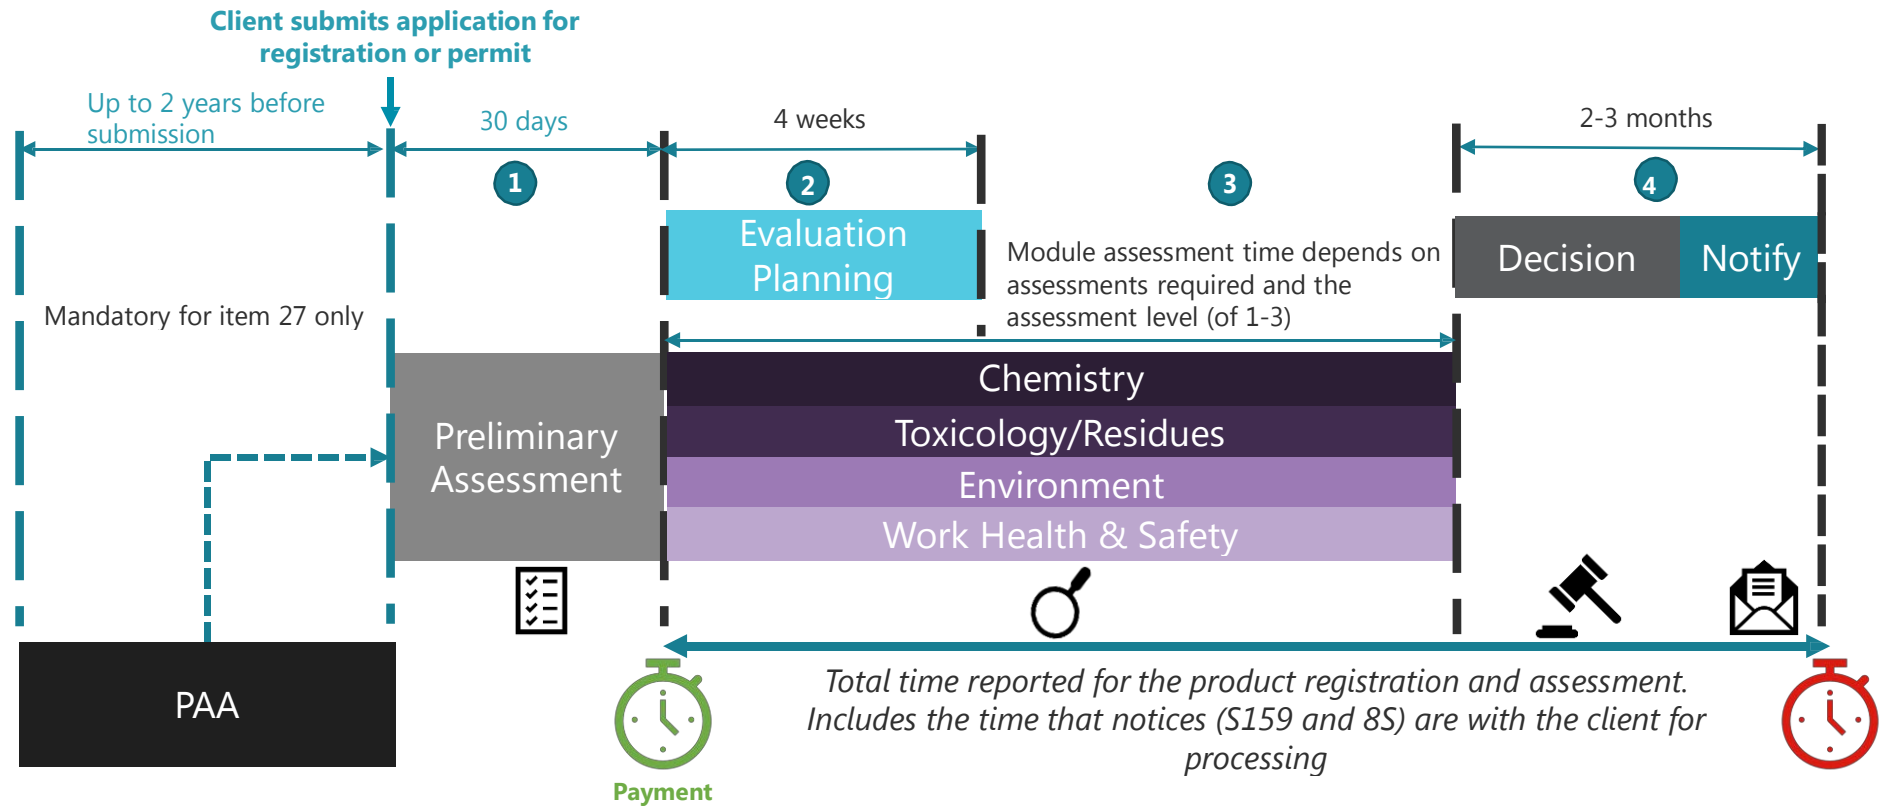 Client submits application for
registration or permit
Up to 2 years before
submission
30 days
4 weeks
2-3 months
1
2
3
4
Evaluation
Planning
Module assessment time depends on
assessments required and the
assessment level (of 1-3)
Decision
Notify
Mandatory for item 27 only
Preliminary
Assessment
Chemistry
Toxicology/Residues
Environment
Work Health & Safety
PAA
Total time reported for the product registration and assessment.
Includes the time that notices (S159 and 8S) are with the client for
processing
Payment